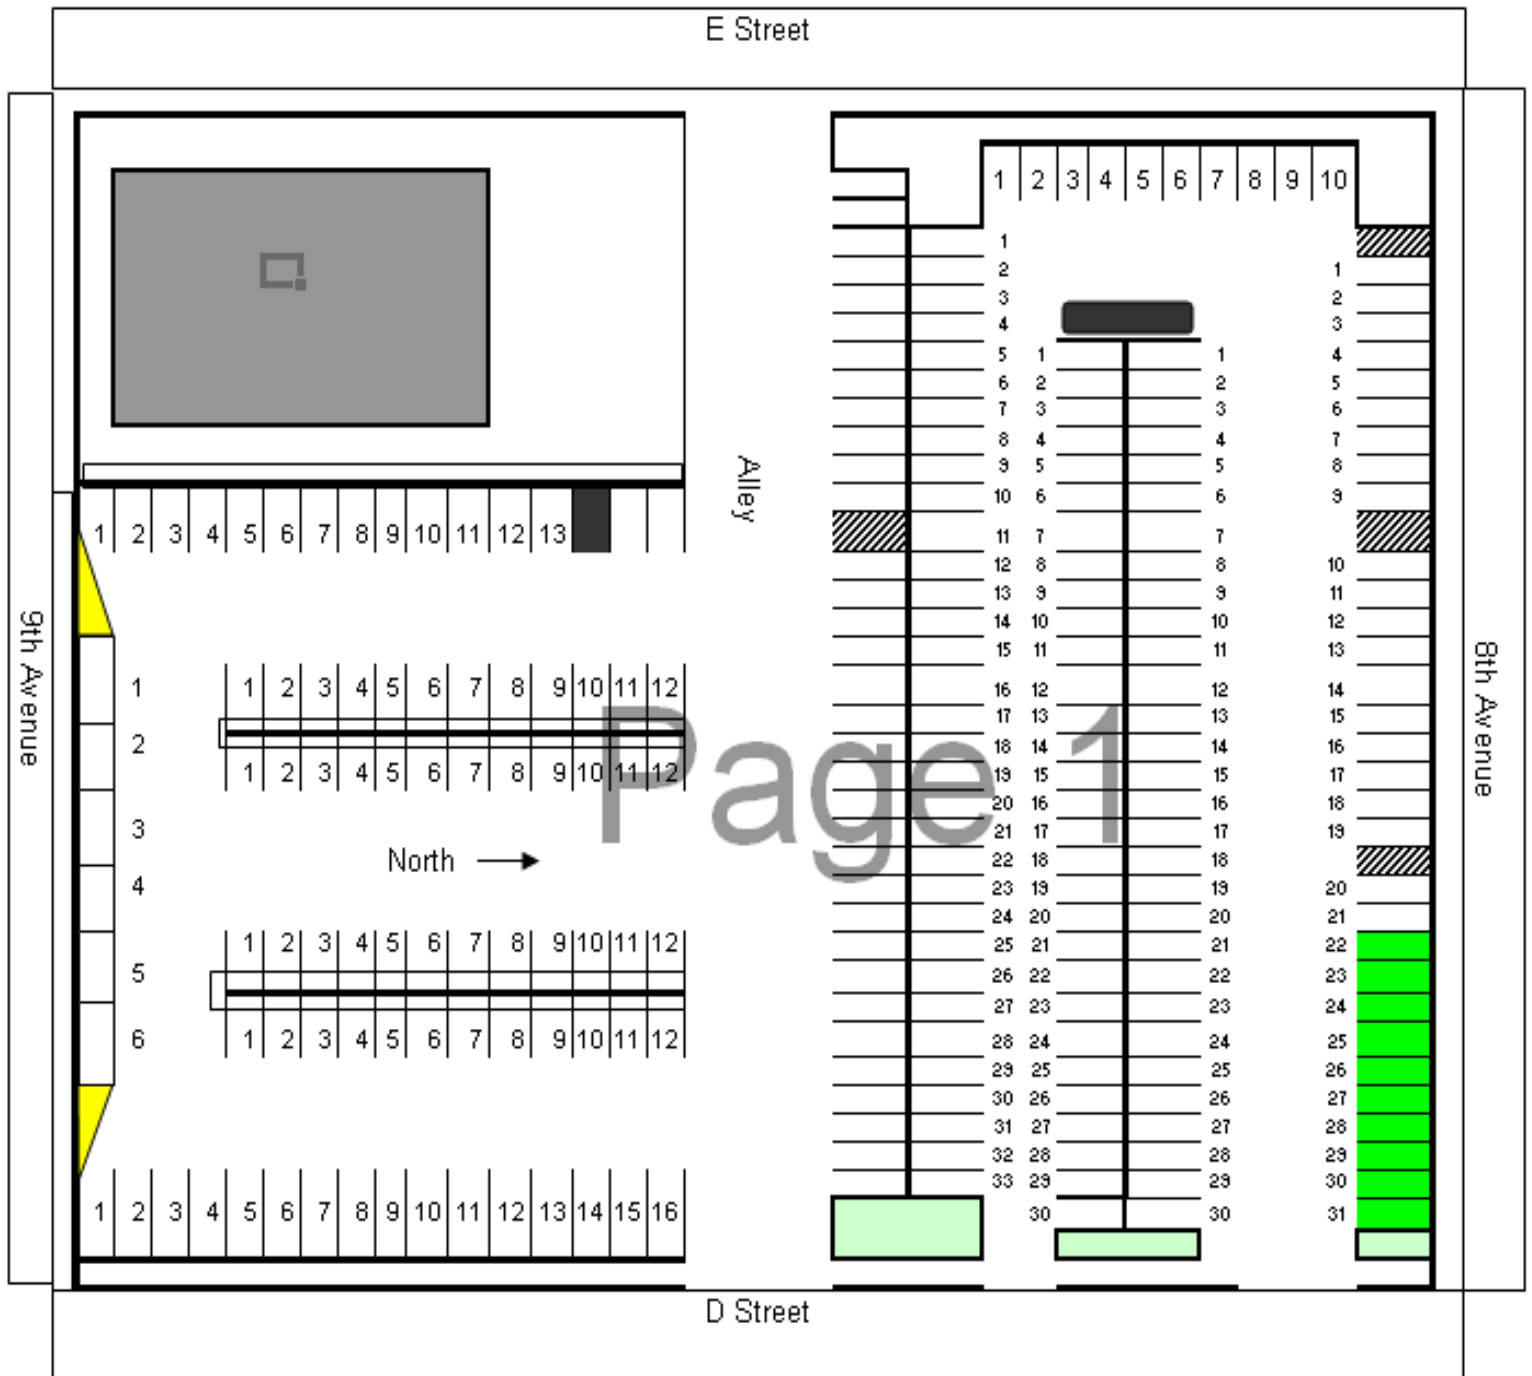 E Street
1 2 3 4 5 6 7 8 9 10
1
2 1
3 2
4 3
5 1 1 4
6 2 2 5
7 3 3 6
8 4 4 7
9 5 5 8
10 6 6 9
Alley
1 2 3 4 5 6 7 8 9 10 11 12 13
11 7 7
12 8 8 10
13 9 9 11
14 10 10 12
15 11 11 13
9th Avenue
8th Avenue
1 1 2 3 4 5 6 7 8 9 10 11 12
16 12 12 14
17 13 13 15
2
18 14 14 16
1 2 3 4 5 6 7 8 9 10 11 12
19 15 15 17
Page 1
20 16 16 18
3
21 17 17 19
North
22 18 18
4
23 19 19 20
24 20 20 21
1 2 3 4 5 6 7 8 9 10 11 12
25 21 21 22
5
26 22 22 23
27 23 23 24
6 1 2 3 4 5 6 7 8 9 10 11 12
28 24 24 25
29 25 25 26
30 26 26 27
31 27 27 28
32 28 28 29
33 29 29 30
1 2 3 4 5 6 7 8 9 10 11 12 13 14 15 16
30 30 31
D Street